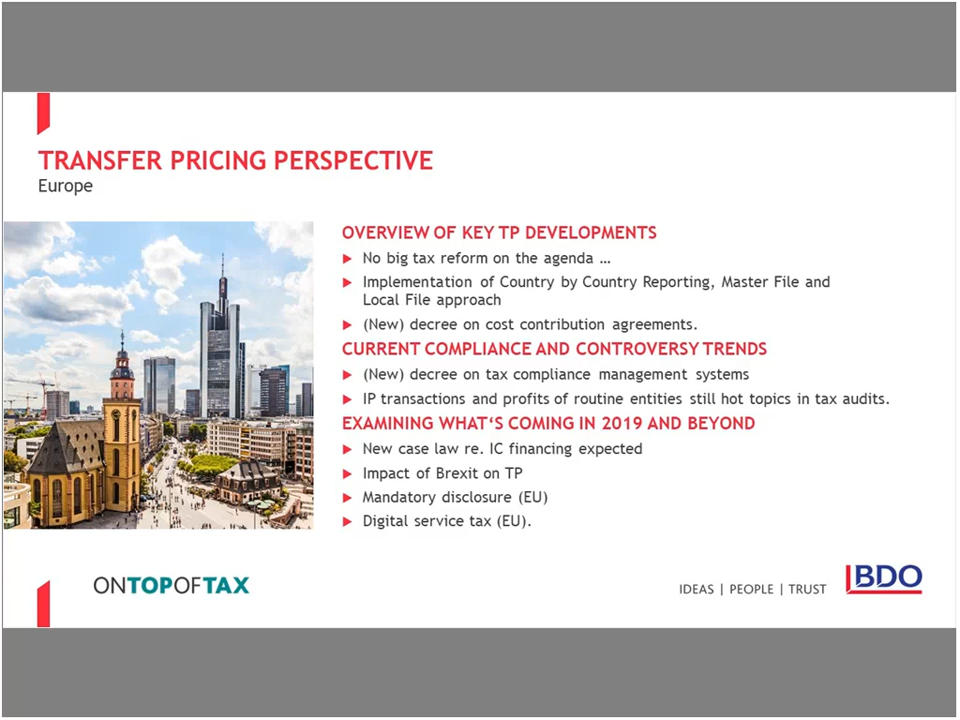 TRANSFER PRICING PERSPECTIVE
Europe
OVERVIEW OF KEY TP DEVELOPMENTS
No big tax reform on the agenda ...
Implementation of Country by Country Reporting, Master File and
Local File approach
(New) decree on cost contribution agreements.
CURRENT COMPLIANCE AND CONTROVERSY TRENDS
(New) decree on tax compliance management systems
IP transactions and profits of routine entities still hot topics in tax audits.
EXAMINING WHAT‘S COMING IN 2019 AND BEYOND
New case law re. IC financing expected
Impact of Brexit on TP
Mandatory disclosure (EU)
Digital service tax (EU).
ONTOPOFTAX
IDEAS | PEOPLE | TRUST
BDO